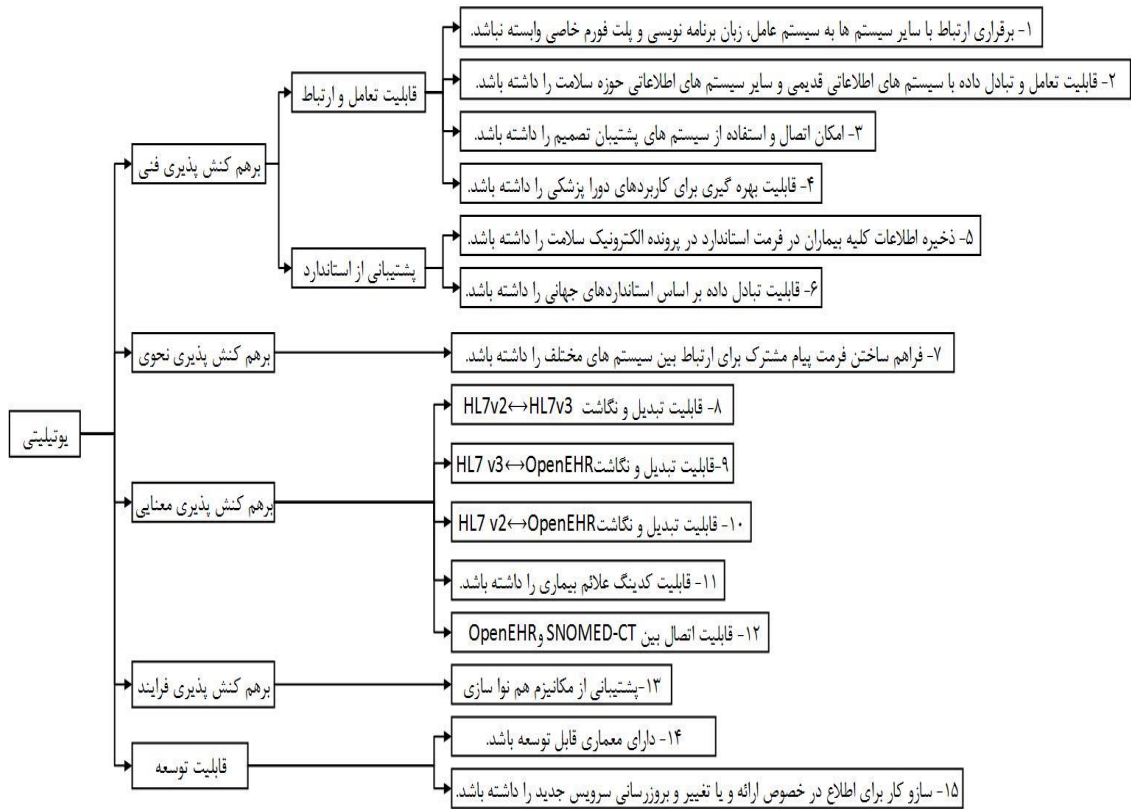 ۱- برقراری ارتباط با سایر سیستم ها به سیستم عامل، زبان برنامه نویسی و پلت فورم خاصی وابسته نباشد.
قابلیت تعامل و ارتباط
۲- قابلیت تعامل و تبادل داده با سیستم های اطلاعاتی قدیمی و سایر سیستم های اطلاعاتی حوزه سلامت را داشته باشد.
۳- امکان اتصال و استفاده از سیستم های پشتیبان تصمیم را داشته باشد.
برهم کنش پذیری فنی
۴- قابلیت بهره گیری برای کاربردهای دورا پزشکی را داشته باشد.
۵- ذخیره اطلاعات کلیه بیماران در فرمت استاندارد در پرونده الکترونیک سلامت را داشته باشد.
پشتیبانی از استاندارد
۶- قابلیت تبادل داده بر اساس استانداردهای جهانی را داشته باشد.
برهم کنش پذیری نحوی
۷- فراهم ساختن فرمت پیام مشترک برای ارتباط بین سیستم های مختلف را داشته باشد.
۸- قابلیت تبدیل و نگاشت HL7v2↔HL7v3
یوتیلیتی
۹-قابلیت تبدیل و نگاشتHL7 v3↔OpenEHR
برهم کنش پذیری معنایی
۱۰- قابلیت تبدیل و نگاشتHL7 v2↔OpenEHR
۱۱- قابلیت کدینگ علائم بیماری را داشته باشد.
۱۲- قابلیت اتصال بین SNOMED-CT وOpenEHR
برهم کنش پذیری فرایند
۱۳-پشتیبانی از مکانیزم هم نوا سازی
۱۴- دارای معماری قابل توسعه باشد.
قابلیت توسعه
۱۵- سازو کار برای اطلاع در خصوص ارائه و یا تغییر و بروزرسانی سرویس جدید را داشته باشد.